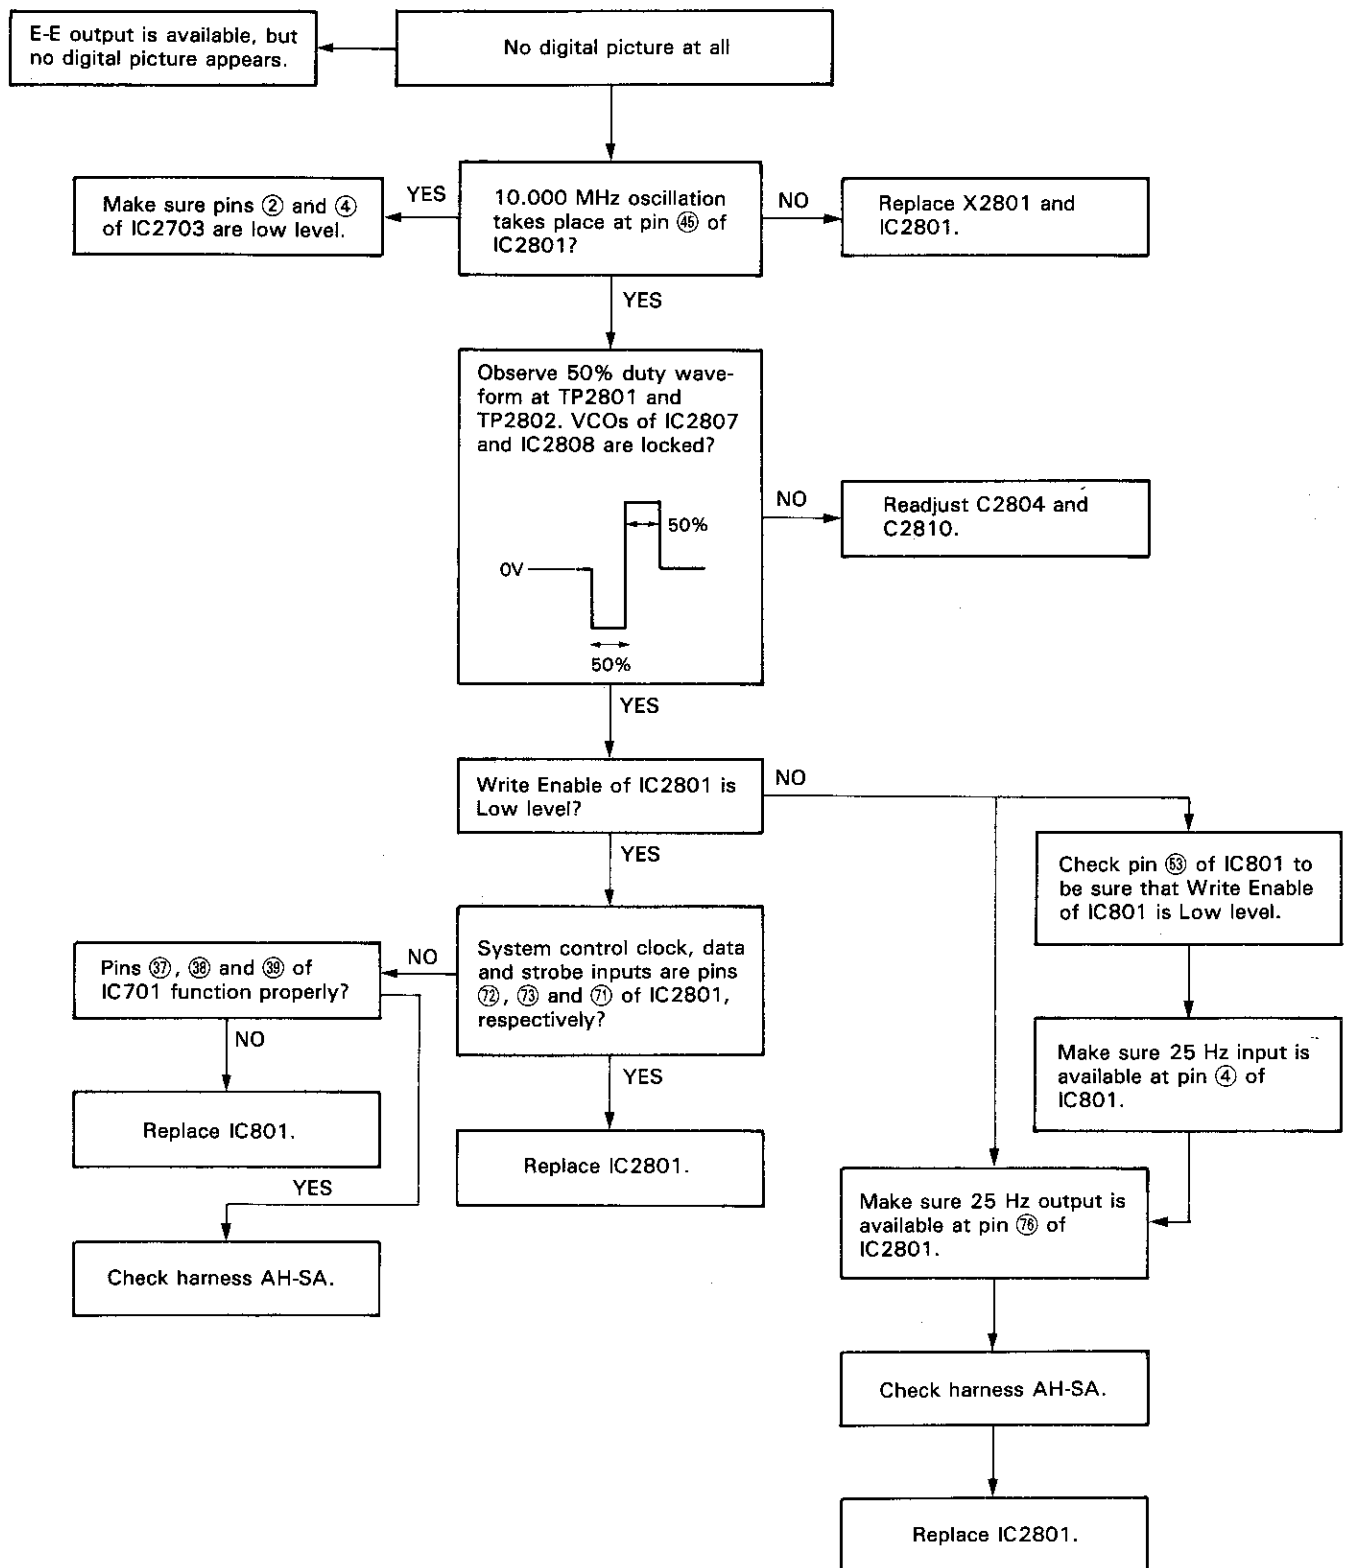 E-E output is available, but
no digital picture appears.
No digital picture at all
Make sure pins ② and ④
of IC2703 are low level.
YES
10.000 MHz oscillation
takes place at pin ㊺ of
IC2801?
NO
Replace X2801 and
IC2801.
YES
Observe 50% duty wave-
form at TP2801 and
TP2802. VCOs of IC2807
and IC2808 are locked?
50%
0V
50%
NO
Readjust C2804 and
C2810.
YES
Write Enable of IC2801 is
Low level?
NO
YES
Check pin 53 of IC801 to
be sure that Write Enable
of IC801 is Low level.
Pins ㊲, ㊳ and ㊴ of
IC701 function properly?
NO
System control clock, data
and strobe inputs are pins
72, 73 and 71 of IC2801,
respectively?
NO
YES
Make sure 25 Hz input is
available at pin ④ of
IC801.
Replace IC801.
Replace IC2801.
YES
Make sure 25 Hz output is
available at pin 76 of
IC2801.
Check harness AH-SA.
Check harness AH-SA.
Replace IC2801.